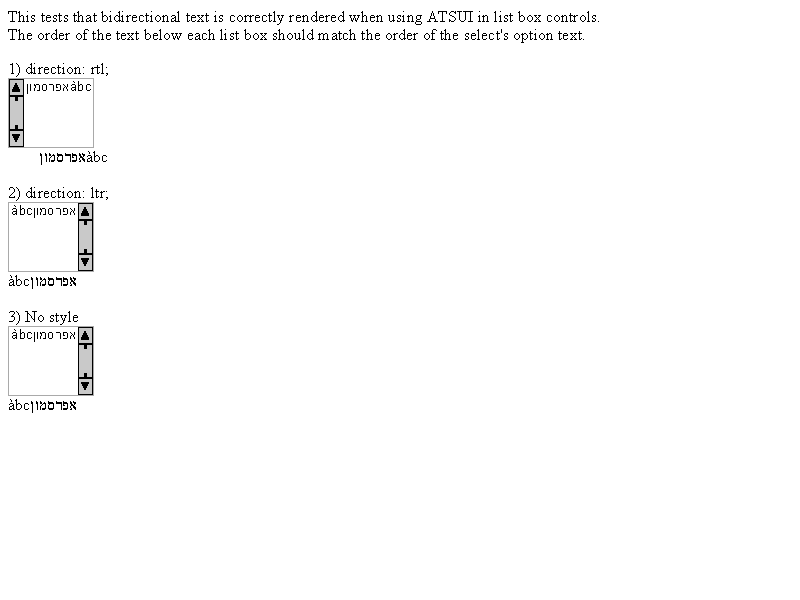 This tests that bidirectional text is correctly rendered when using ATSUI in list box controls.
The order of the text below each list box should match the order of the select's option text.
1) direction: rtl;
àbcאפרסמון
àbcאפרסמון
2) direction: ltr;
àbcאפרסמון
àbcאפרסמון
3) No style
àbcאפרסמון
àbcאפרסמון